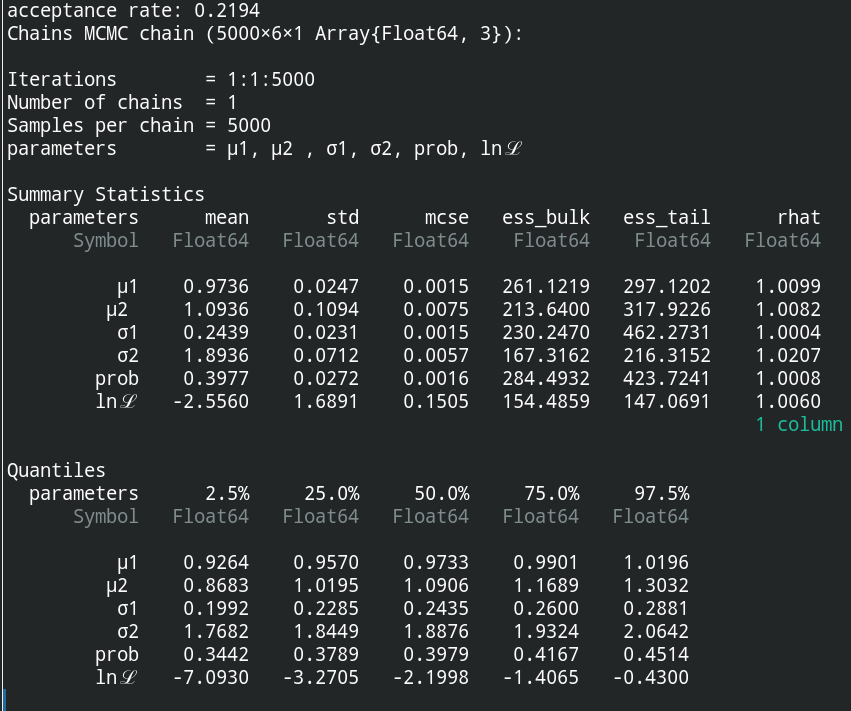 acceptance rate: 0.2194
Chains MCMC chain (5000×6×1 Array{Float64, 3}):
Iterations        = 1:1:5000
Number of chains  = 1
Samples per chain = 5000
parameters        = μ1, μ2 , σ1, σ2, prob, lnℒ
Summary Statistics
parameters mean std mcse ess_bulk ess_tail rhat
Symbol Float64 Float64 Float64 Float64 Float64 Float64
μ1 0.9736 0.0247 0.0015 261.1219 297.1202 1.0099
μ2 1.0936 0.1094 0.0075 213.6400 317.9226 1.0082
σ1 0.2439 0.0231 0.0015 230.2470 462.2731 1.0004
σ2 1.8936 0.0712 0.0057 167.3162 216.3152 1.0207
prob 0.3977 0.0272 0.0016 284.4932 423.7241 1.0008
lnℒ -2.5560 1.6891 0.1505 154.4859 147.0691 1.0060
1 column
Quantiles
parameters 2.5% 25.0% 50.0% 75.0% 97.5%
Symbol Float64 Float64 Float64 Float64 Float64
μ1 0.9264 0.9570 0.9733 0.9901 1.0196
μ2 0.8683 1.0195 1.0906 1.1689 1.3032
σ1 0.1992 0.2285 0.2435 0.2600 0.2881
σ2 1.7682 1.8449 1.8876 1.9324 2.0642
prob 0.3442 0.3789 0.3979 0.4167 0.4514
lnℒ -7.0930 -3.2705 -2.1998 -1.4065 -0.4300